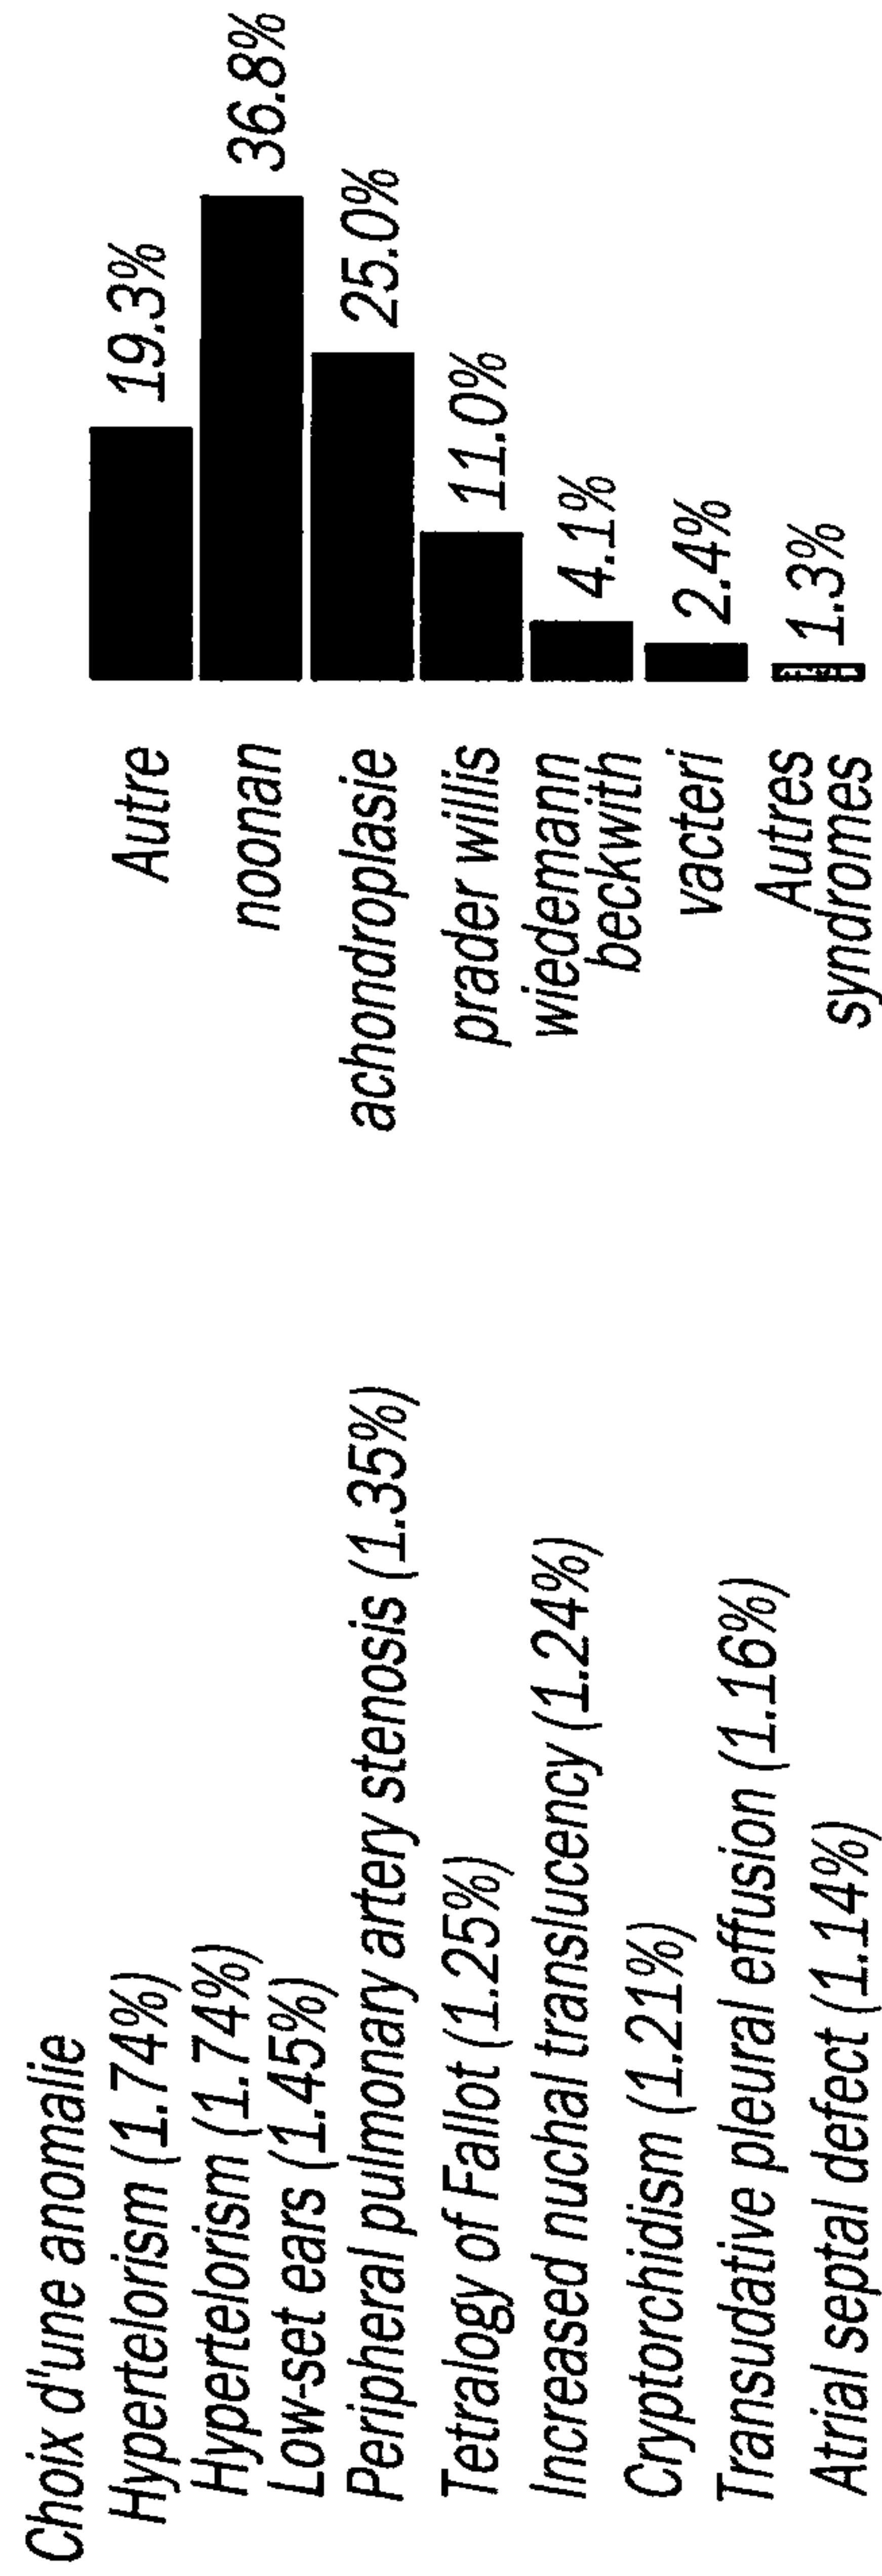 Choix d'une anomalie
Hypertelorism (1.74%)
Hypertelorism (1.74%)
Low-set ears (1.45%)
Peripheral pulmonary artery stenosis (1.35%)
Tetralogy of Fallot (1.25%)
Increased nuchal translucency (1.24%)
Cryptorchidism (1.21%)
Transudative pleural effusion (1.16%)
Atrial septal defect (1.14%)
Autre 19.3%
noonan 36.8%
achondroplasie 25.0%
prader willis 11.0%
wiedemann
beckwith 4.1%
vacteri 2.4%
Autres
syndromes 1.3%